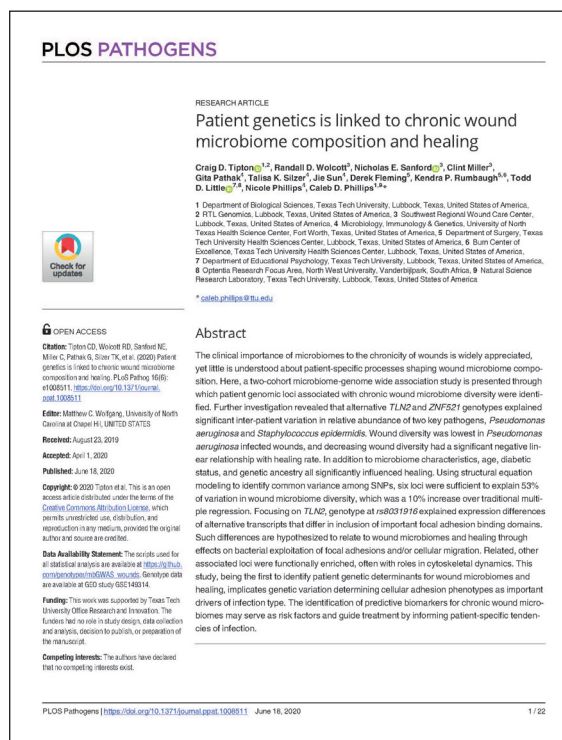 PLOS PATHOGENS
RESEARCH ARTICLE
Patient genetics is linked to chronic wound
microbiome composition and healing
Craig D. Tipton 1,2, Randall D. Wolcott3, Nicholas E. Sanford 3, Clint Miller3,
Gita Pathak4, Talisa K. Silzer4, Jie Sun4, Derek Fleming5, Kendra P. Rumbaugh5,6, Todd
D. Little 7,8, Nicole Phillips4, Caleb D. Phillips1,9*
1 Department of Biological Sciences, Texas Tech University, Lubbock, Texas, United States of America,
2 RTL Genomics, Lubbock, Texas, United States of America, 3 Southwest Regional Wound Care Center,
Lubbock, Texas, United States of America, 4 Microbiology, Immunology & Genetics, University of North
Texas Health Science Center, Fort Worth, Texas, United States of America, 5 Department of Surgery, Texas
Tech University Health Sciences Center, Lubbock, Texas, United States of America, 6 Burn Center of
Excellence, Texas Tech University Health Sciences Center, Lubbock, Texas, United States of America,
7 Department of Educational Psychology, Texas Tech University, Lubbock, Texas, United States of America,
8 Optentia Research Focus Area, North West University, Vanderbijlpark, South Africa, 9 Natural Science
Research Laboratory, Texas Tech University, Lubbock, Texas, United States of America
* caleb.phillips@ttu.edu
Check for
updates
OPEN ACCESS
Citation: Tipton CD, Wolcott RD, Sanford NE,
Miller C, Pathak G, Silzer TK, et al. (2020) Patient
genetics is linked to chronic wound microbiome
composition and healing. PLoS Pathog 16(6):
e1008511. https://doi.org/10.1371/journal.
ppat.1008511
Editor: Matthew C. Wolfgang, University of North
Carolina at Chapel Hill, UNITED STATES
Received: August 23, 2019
Accepted: April 1, 2020
Published: June 18, 2020
Copyright: © 2020 Tipton et al. This is an open
access article distributed under the terms of the
Creative Commons Attribution License, which
permits unrestricted use, distribution, and
reproduction in any medium, provided the original
author and source are credited.
Data Availability Statement: The scripts used for
all statistical analysis are available at https://github.
com/genotyper/mbGWAS_wounds. Genotype data
are available at GEO study GSE149314.
Funding: This work was supported by Texas Tech
University Office Research and Innovation. The
funders had no role in study design, data collection
and analysis, decision to publish, or preparation of
the manuscript.
Competing interests: The authors have declared
that no competing interests exist.
Abstract
The clinical importance of microbiomes to the chronicity of wounds is widely appreciated,
yet little is understood about patient-specific processes shaping wound microbiome compo-
sition. Here, a two-cohort microbiome-genome wide association study is presented through
which patient genomic loci associated with chronic wound microbiome diversity were identi-
fied. Further investigation revealed that alternative TLN2 and ZNF521 genotypes explained
significant inter-patient variation in relative abundance of two key pathogens, Pseudomonas
aeruginosa and Staphylococcus epidermidis. Wound diversity was lowest in Pseudomonas
aeruginosa infected wounds, and decreasing wound diversity had a significant negative lin-
ear relationship with healing rate. In addition to microbiome characteristics, age, diabetic
status, and genetic ancestry all significantly influenced healing. Using structural equation
modeling to identify common variance among SNPs, six loci were sufficient to explain 53%
of variation in wound microbiome diversity, which was a 10% increase over traditional multi-
ple regression. Focusing on TLN2, genotype at rs8031916 explained expression differences
of alternative transcripts that differ in inclusion of important focal adhesion binding domains.
Such differences are hypothesized to relate to wound microbiomes and healing through
effects on bacterial exploitation of focal adhesions and/or cellular migration. Related, other
associated loci were functionally enriched, often with roles in cytoskeletal dynamics. This
study, being the first to identify patient genetic determinants for wound microbiomes and
healing, implicates genetic variation determining cellular adhesion phenotypes as important
drivers of infection type. The identification of predictive biomarkers for chronic wound micro-
biomes may serve as risk factors and guide treatment by informing patient-specific tenden-
cies of infection.
PLOS Pathogens | https://doi.org/10.1371/journal.ppat.1008511 June 18, 2020
1 / 22